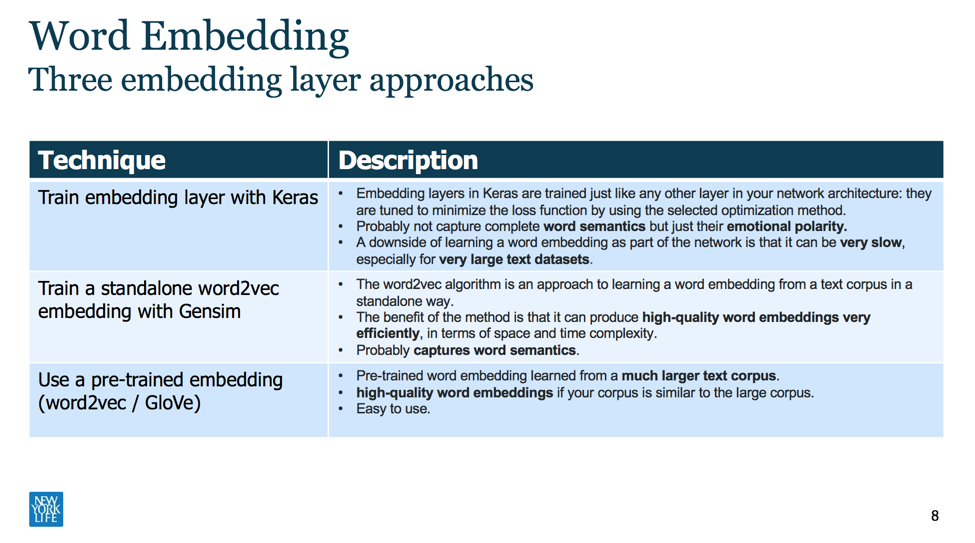 Word Embedding
Three embedding layer approaches
Technique
Description
Train embedding layer with Keras
• Embedding layers in Keras are trained just like any other layer in your network architecture: they
are tuned to minimize the loss function by using the selected optimization method.
• Probably not capture complete word semantics but just their emotional polarity.
• A downside of learning a word embedding as part of the network is that it can be very slow,
especially for very large text datasets.
Train a standalone word2vec
embedding with Gensim
• The word2vec algorithm is an approach to learning a word embedding from a text corpus in a
standalone way.
• The benefit of the method is that it can produce high-quality word embeddings very
efficiently, in terms of space and time complexity.
• Probably captures word semantics.
Use a pre-trained embedding
(word2vec / GloVe)
• Pre-trained word embedding learned from a much larger text corpus.
• high-quality word embeddings if your corpus is similar to the large corpus.
• Easy to use.
NEW
YORK
LIFE
8